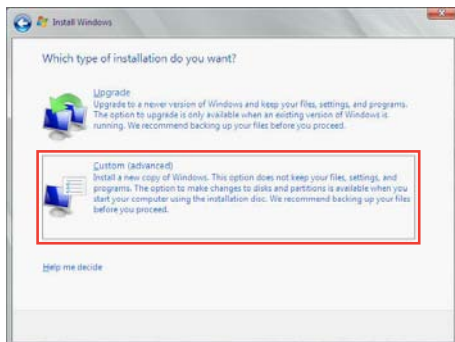 Install Windows
Which type of installation do you want?
Upgrade
Upgrade to a newer version of Windows and keep your files, settings, and programs.
The option to upgrade is only available when an existing version of Windows is
running. We recommend backing up your files before you proceed.
Custom (advanced)
Install a new copy of Windows. This option does not keep your files, settings, and
programs. The option to make changes to disks and partitions is available when you
start your computer using the installation disc. We recommend backing up your files
before you proceed.
Help me decide